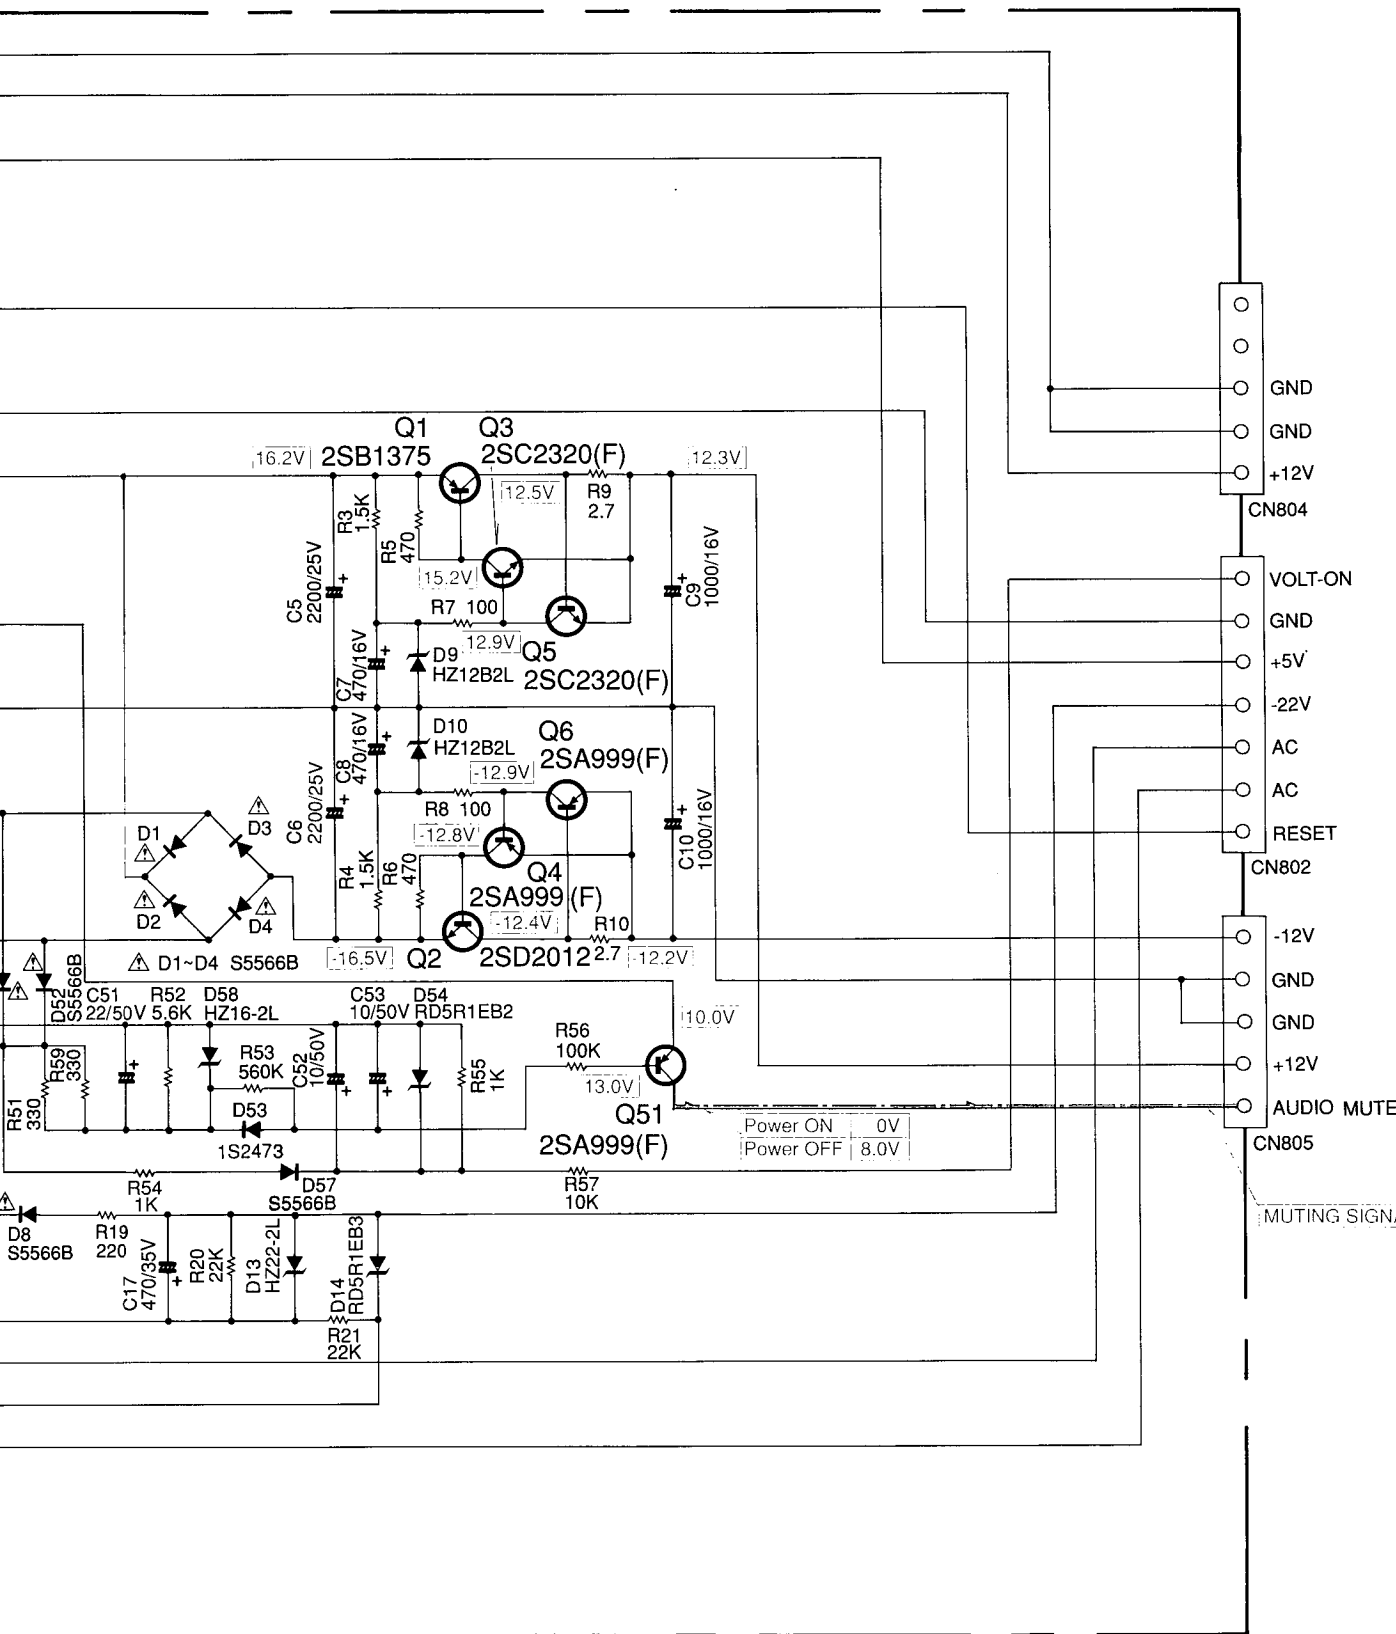 GND
GND
+12V
CN804
Q1
2SB1375
Q3
2SC2320(F)
16.2V
12.3V
12.5V
R9
2.7
R3
1.5K
R5
470
15.2V
C5
2200/25V
+
R7 100
12.9V
C9
1000/16V
+
C7
470/16V
+
D9
HZ12B2L
Q5
2SC2320(F)
VOLT-ON
GND
+5V
-22V
AC
AC
RESET
CN802
D10
HZ12B2L
Q6
2SA999(F)
-12.9V
C8
470/16V
+
C6
2200/25V
+
R8 100
-12.8V
C10
1000/16V
+
D1
D3
D2
D4
R4
1.5K
R6
470
Q4
2SA999(F)
-12.4V
R10
2.7
-16.5V
Q2
2SD2012
-12.2V
D1~D4 S5566B
-12V
GND
GND
+12V
AUDIO MUTE
CN805
D52
S5566B
C51
22/50V
R52
5.6K
D58
HZ16-2L
C53
10/50V
D54
RD5R1EB2
10.0V
R59
330
R51
330
+
R53
560K
C52
10/50V
+
+
R55
1K
R56
100K
13.0V
Q51
2SA999(F)
D53
1S2473
Power ON 0V
Power OFF 8.0V
R54
1K
D57
S5566B
R57
10K
MUTING SIGNA
D8
S5566B
R19
220
C17
470/35V
+
R20
22K
D13
HZ22-2L
D14
RD5R1EB3
R21
22K